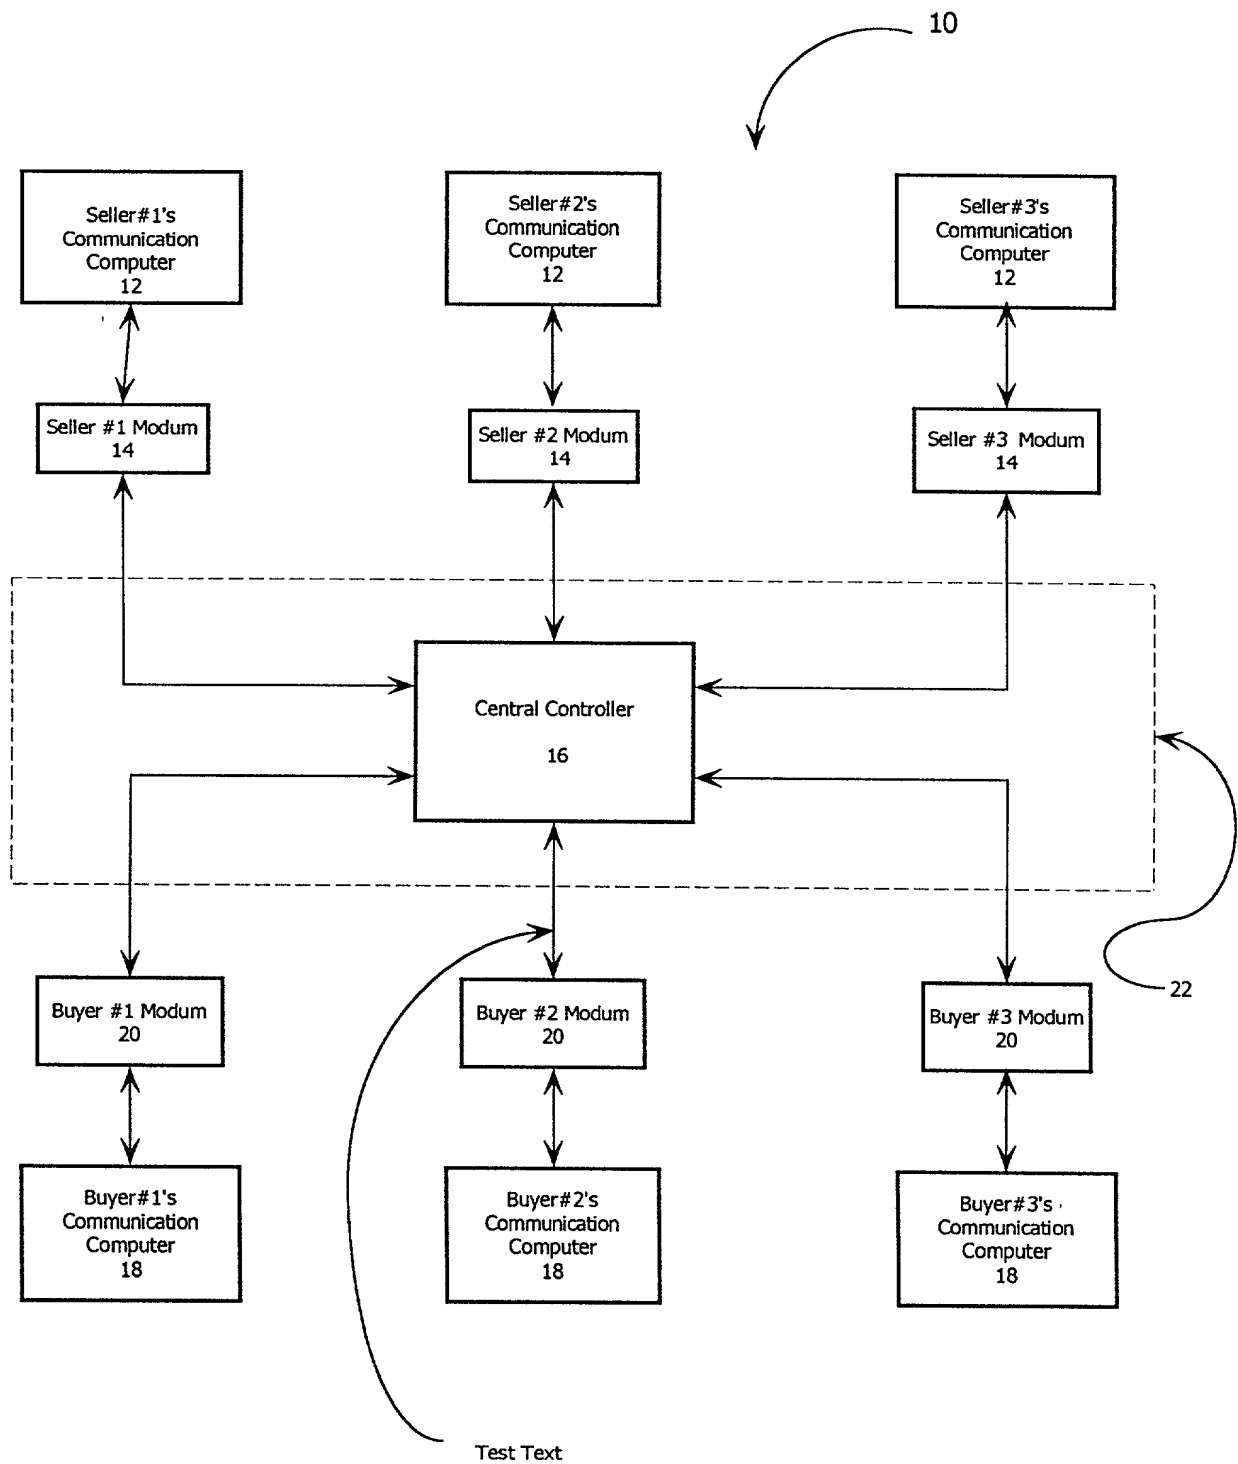 10
Seller#1's
Communication
Computer
12
Seller#2's
Communication
Computer
12
Seller#3's
Communication
Computer
12
Seller #1 Modum
14
Seller #2 Modum
14
Seller #3 Modum
14
Central Controller
16
22
Buyer #1 Modum
20
Buyer #2 Modum
20
Buyer #3 Modum
20
Buyer#1's
Communication
Computer
18
Buyer#2's
Communication
Computer
18
Buyer#3's
Communication
Computer
18
Test Text